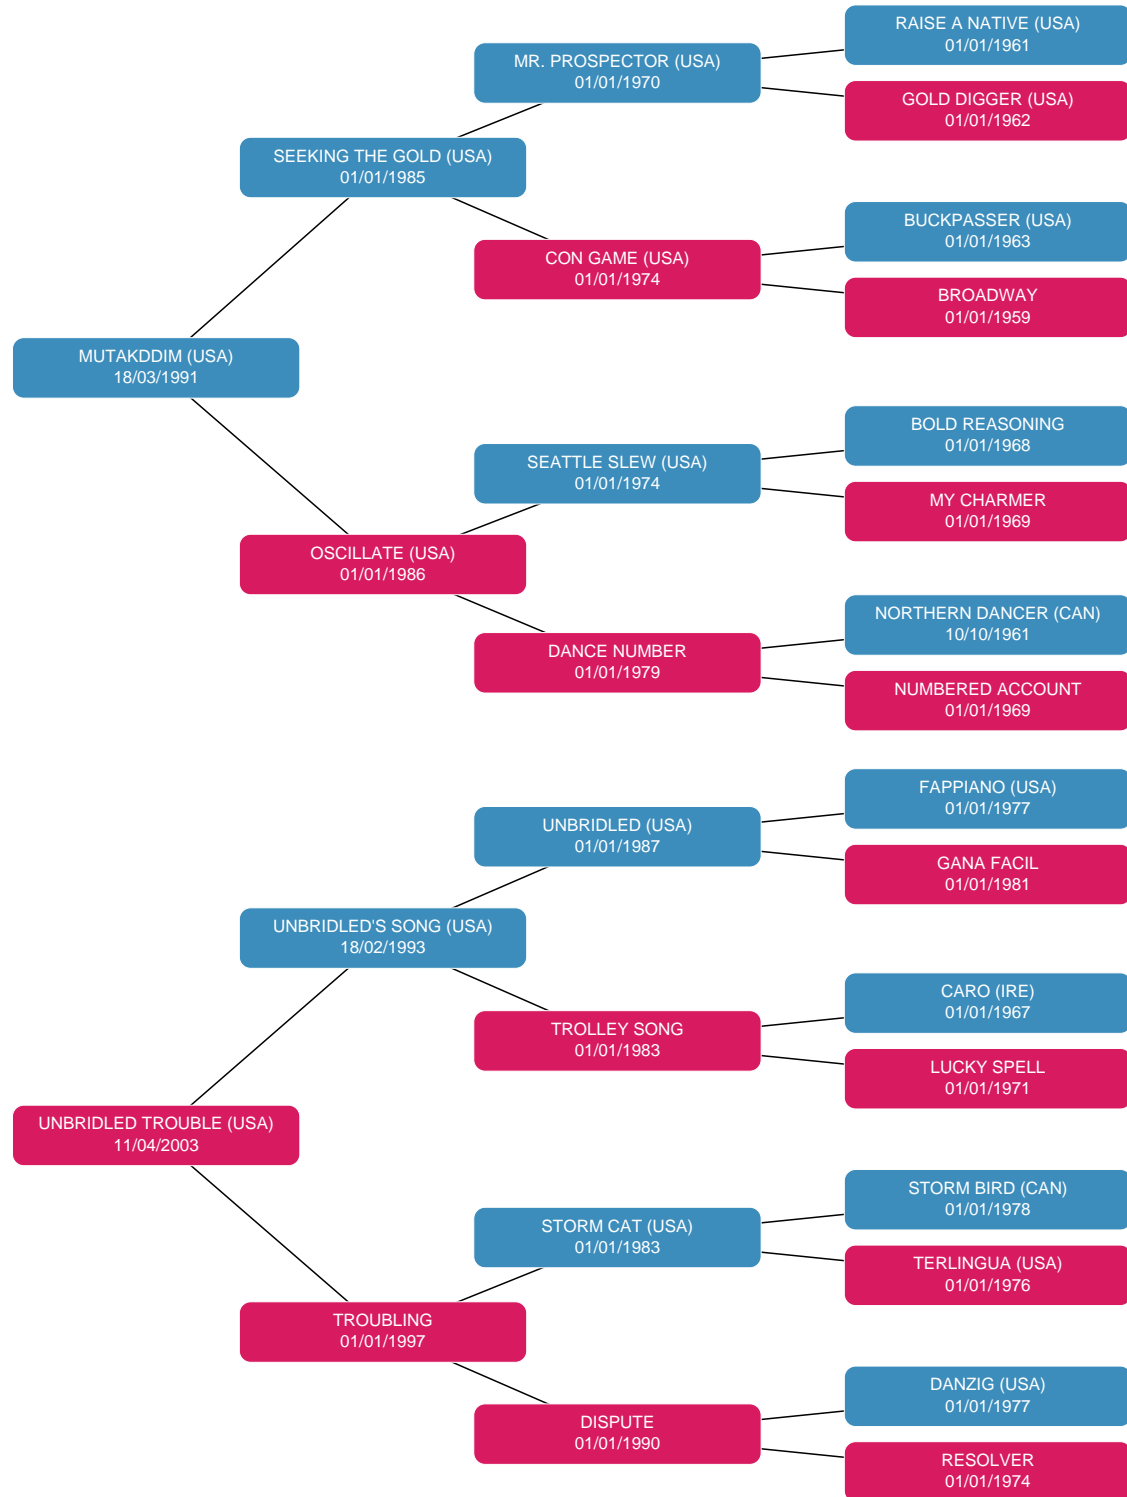 RAISE A NATIVE (USA)
01/01/1961
MR. PROSPECTOR (USA)
01/01/1970
GOLD DIGGER (USA)
01/01/1962
SEEKING THE GOLD (USA)
01/01/1985
BUCKPASSER (USA)
01/01/1963
CON GAME (USA)
01/01/1974
BROADWAY
01/01/1959
MUTAKDDIM (USA)
18/03/1991
BOLD REASONING
01/01/1968
SEATTLE SLEW (USA)
01/01/1974
MY CHARMER
01/01/1969
OSCILLATE (USA)
01/01/1986
NORTHERN DANCER (CAN)
10/10/1961
DANCE NUMBER
01/01/1979
NUMBERED ACCOUNT
01/01/1969
FAPPIANO (USA)
01/01/1977
UNBRIDLED (USA)
01/01/1987
GANA FACIL
01/01/1981
UNBRIDLED'S SONG (USA)
18/02/1993
CARO (IRE)
01/01/1967
TROLLEY SONG
01/01/1983
LUCKY SPELL
01/01/1971
UNBRIDLED TROUBLE (USA)
11/04/2003
STORM BIRD (CAN)
01/01/1978
STORM CAT (USA)
01/01/1983
TERLINGUA (USA)
01/01/1976
TROUBLING
01/01/1997
DANZIG (USA)
01/01/1977
DISPUTE
01/01/1990
RESOLVER
01/01/1974